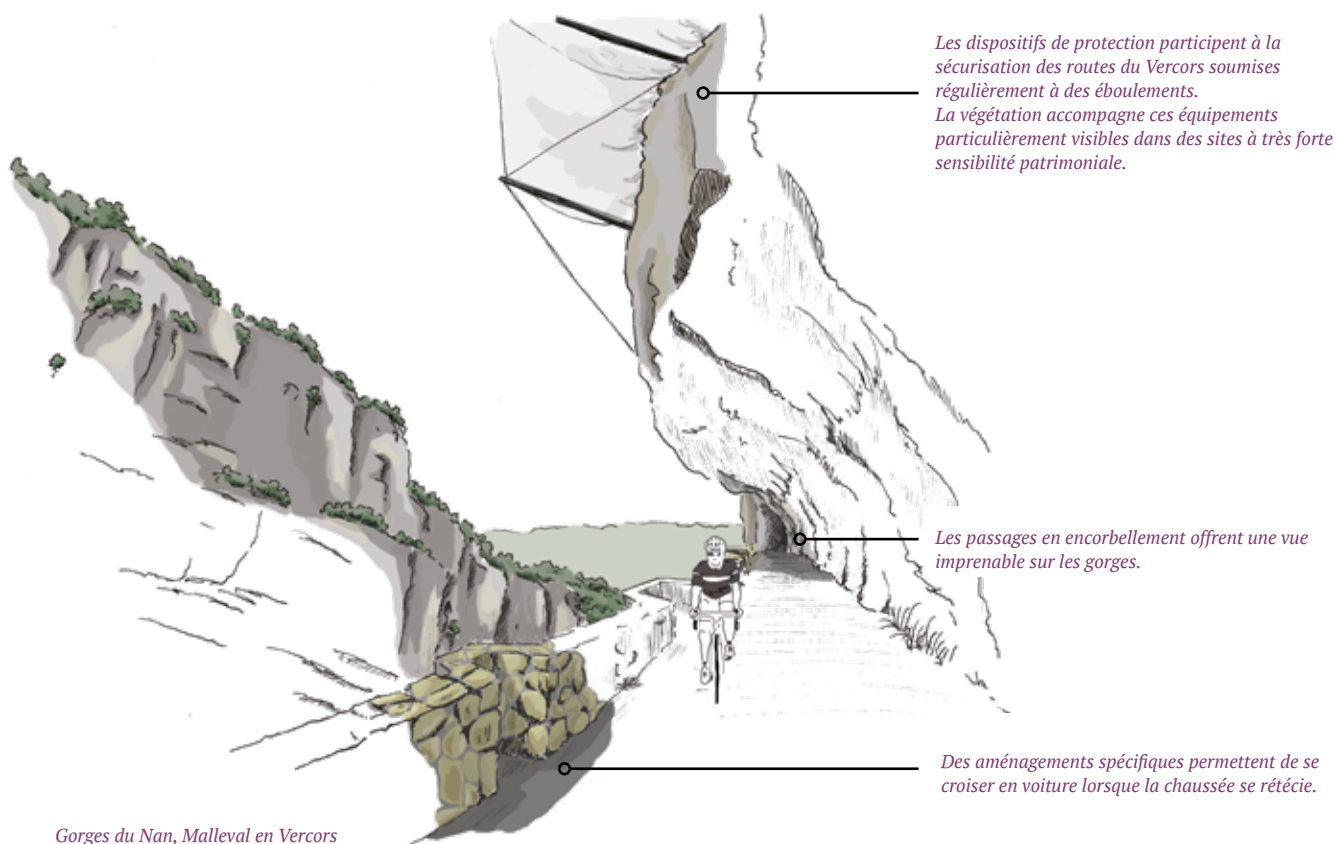 Les dispositifs de protection participent à la
sécurisation des routes du Vercors soumises
régulièrement à des éboulements.
La végétation accompagne ces équipements
particulièrement visibles dans des sites à très forte
sensibilité patrimoniale.
Les passages en encorbellement offrent une vue
imprenable sur les gorges.
Des aménagements spécifiques permettent de se
croiser en voiture lorsque la chaussée se rétécie.
Gorges du Nan, Malleval en Vercors